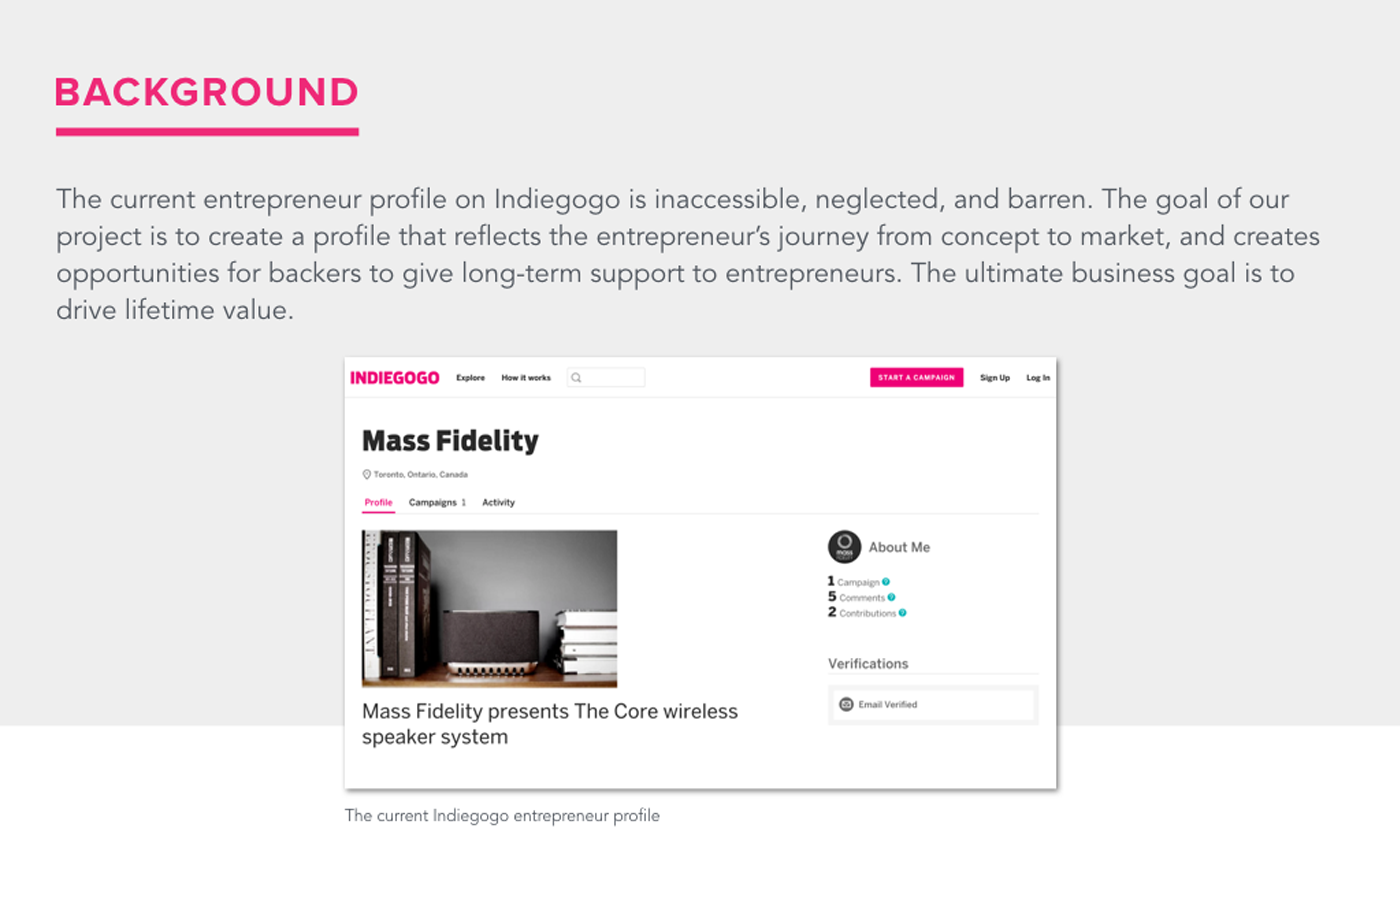 BACKGROUND
The current entrepreneur profile on Indiegogo is inaccessible, neglected, and barren. The goal of our
project is to create a profile that reflects the entrepreneur’s journey from concept to market, and creates
opportunities for backers to give long-term support to entrepreneurs. The ultimate business goal is to
drive lifetime value.
INDIEGOGO Explore How it works START A CAMPAIGN Sign Up Log In
Mass Fidelity
Toronto, Ontario, Canada
Profile Campaigns 1 Activity
mass
About Me
1 Campaign ?
5 Comments ?
2 Contributions ?
Verifications
Email Verified
Mass Fidelity presents The Core wireless
speaker system
The current Indiegogo entrepreneur profile